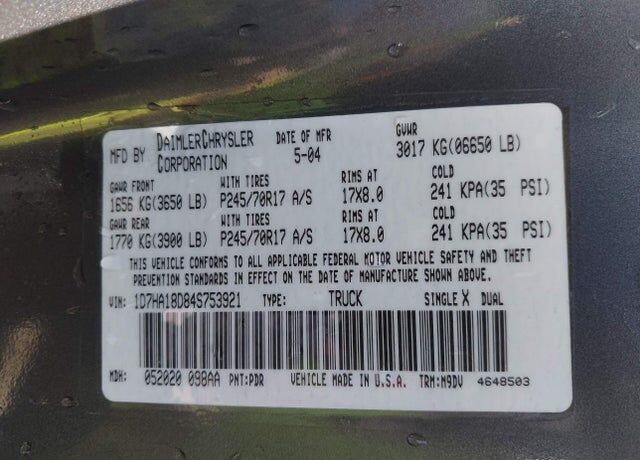 MFD BY DAIMLERCHRYSLER CORPORATION DATE OF MFR 5-04 GVWR 3017 KG(06650 LB)
GAWR FRONT WITH TIRES RIMS AT COLD
1656 KG(3650 LB) P245/70R17 A/S 17X8.0 241 KPA(35 PSI)
GAWR REAR WITH TIRES RIMS AT COLD
1770 KG(3900 LB) P245/70R17 A/S 17X8.0 241 KPA(35 PSI)
THIS VEHICLE CONFORMS TO ALL APPLICABLE FEDERAL MOTOR VEHICLE SAFETY AND THEFT
PREVENTION STANDARDS IN EFFECT ON THE DATE OF MANUFACTURE SHOWN ABOVE.
VIN: 1D7HA18D84S753921 TYPE: TRUCK SINGLE X DUAL
MDH: 052020 098AA PNT:PDR VEHICLE MADE IN U.S.A. TRM:M9DV 4648503